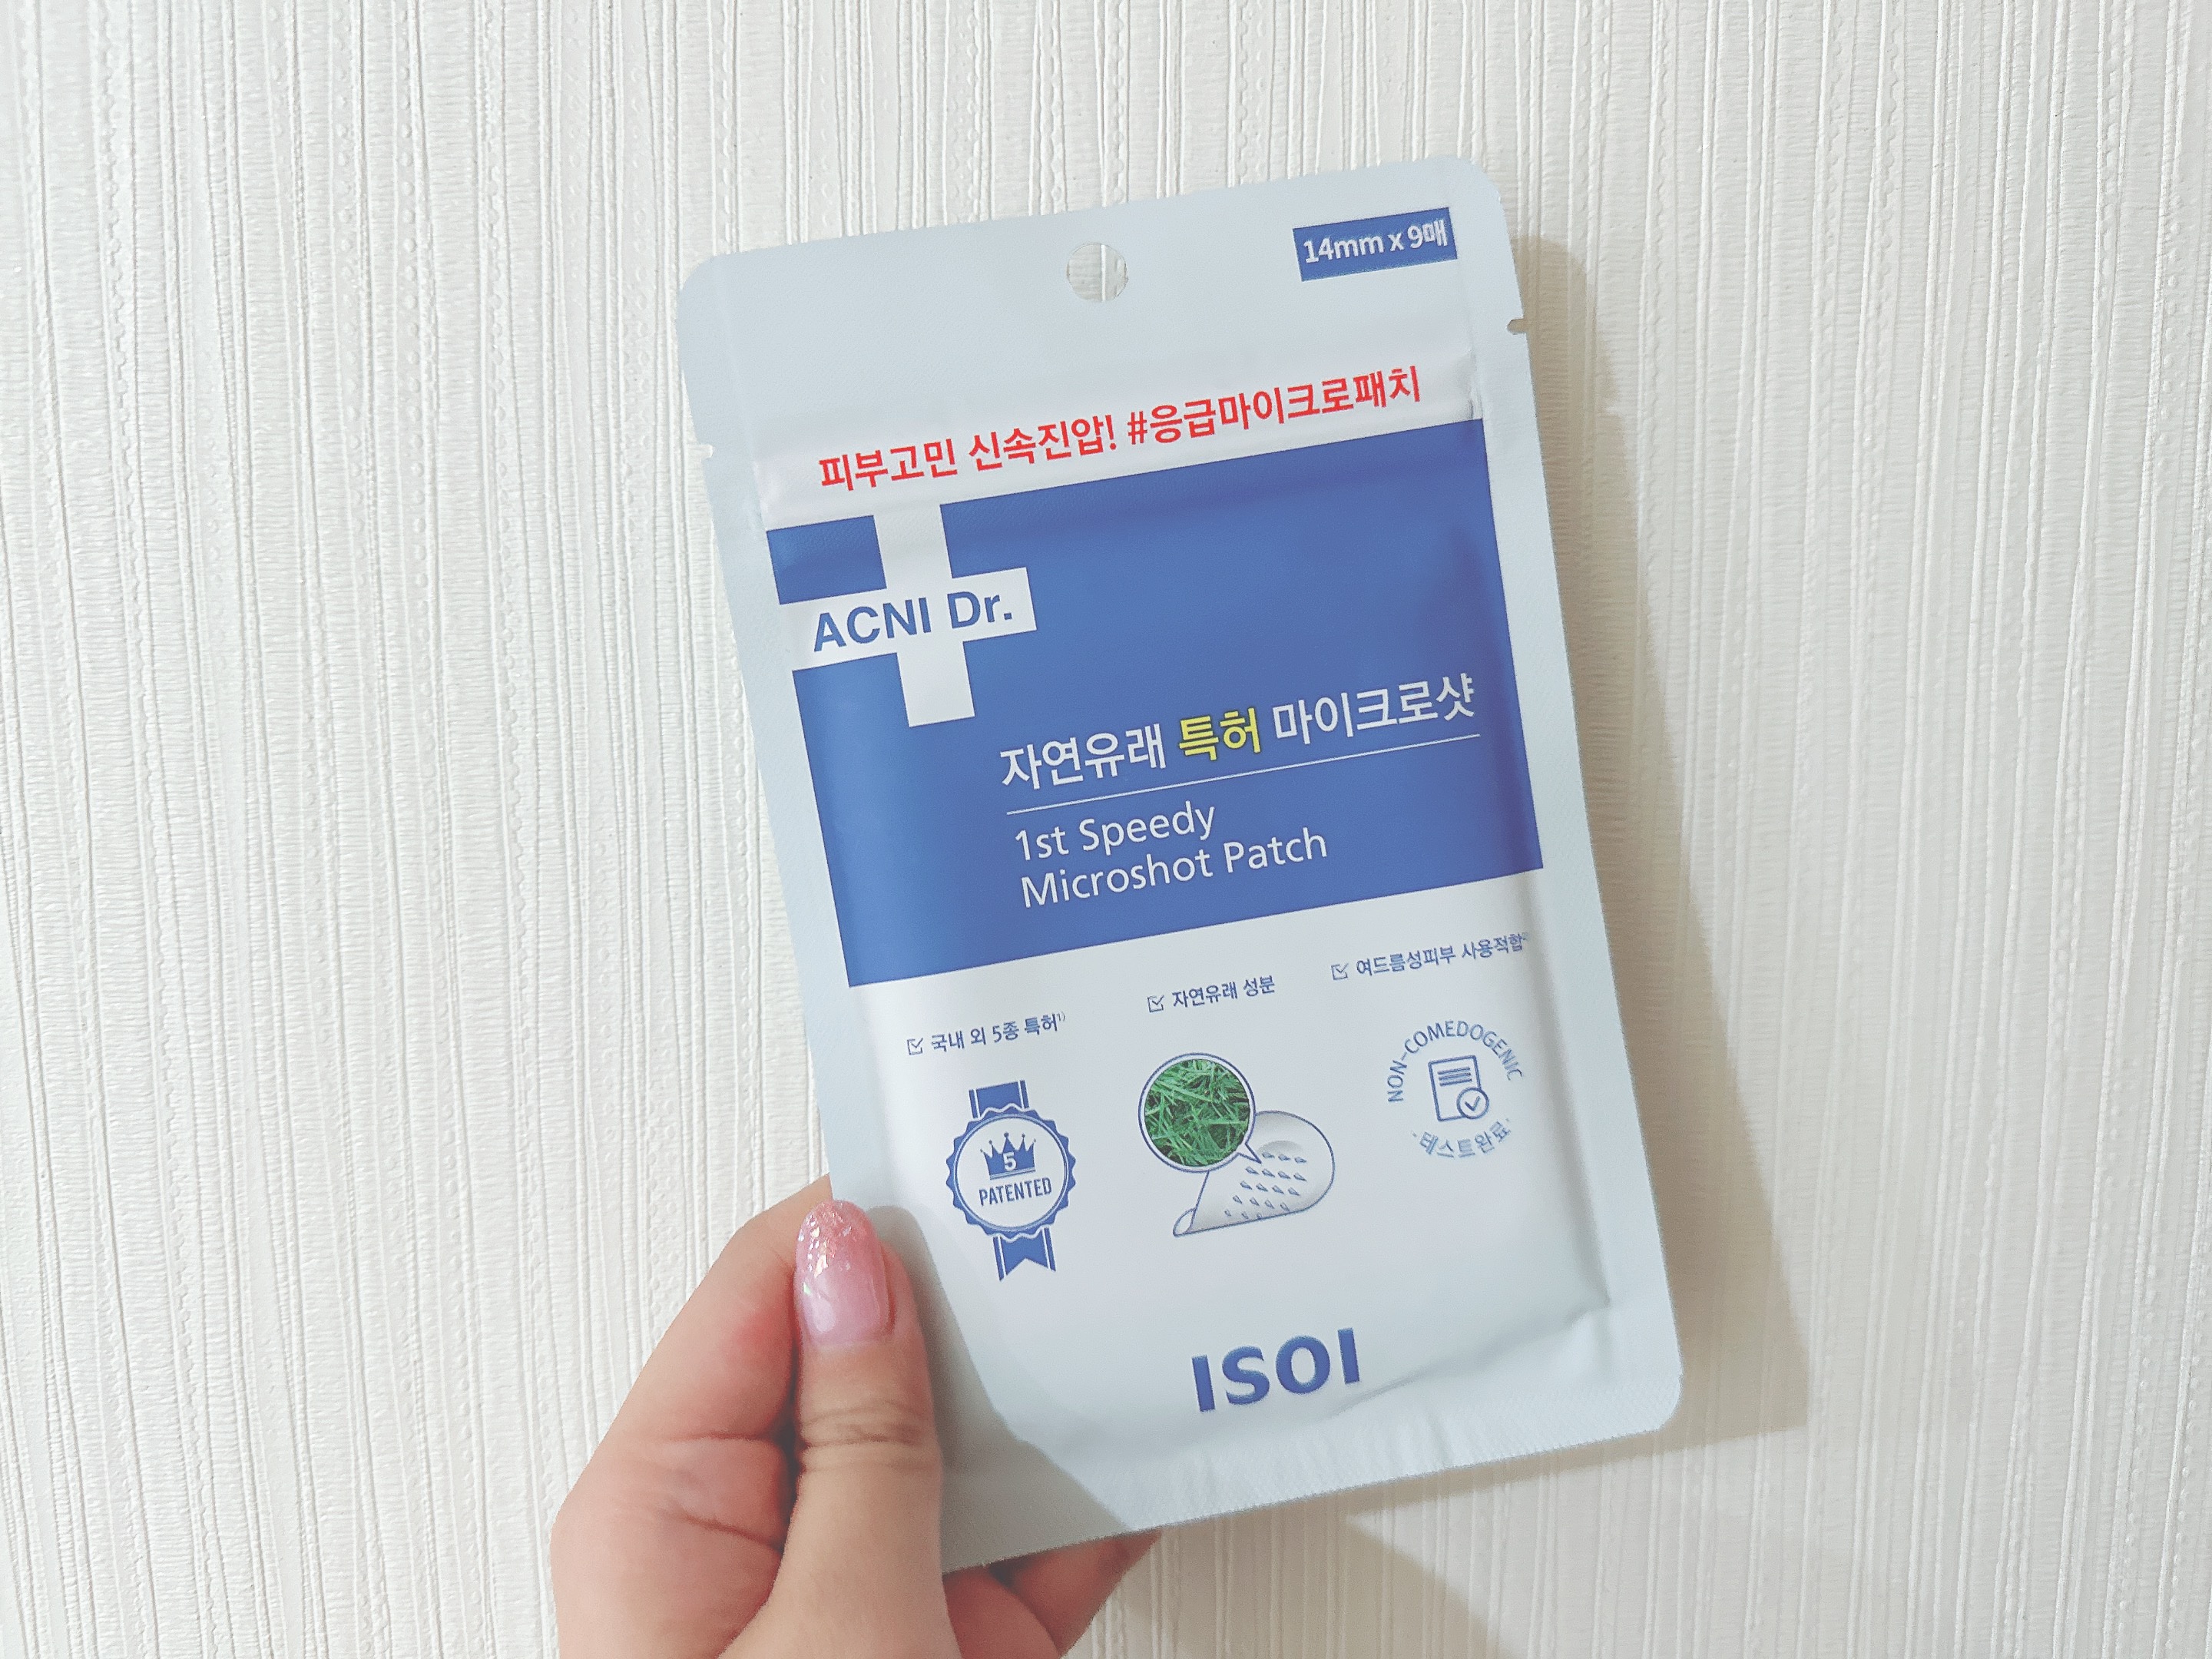 14mm x 9매
피부고민 신속진압! #응급마이크로패치
ACNI Dr.
자연유래 특허 마이크로샷
1st Speedy
Microshot Patch
국내 외 5종 특허1)
자연유래 성분
여드름성피부 사용적합2)
5
PATENTED
NON-COMEDOGENIC
·테스트완료·
ISOI